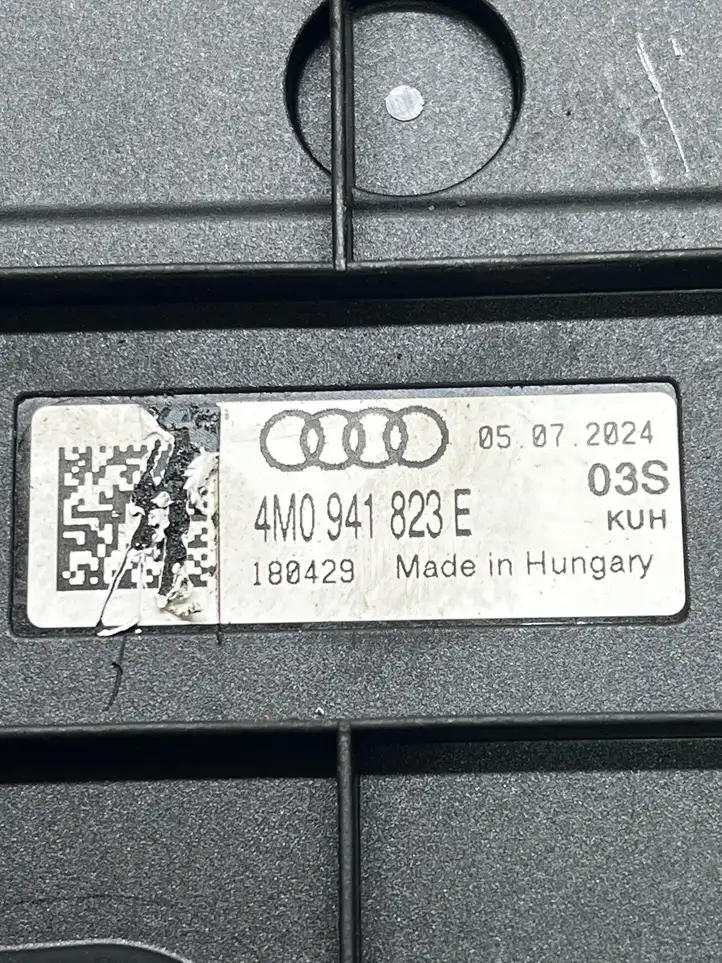 05.07.2024
03S
4M0 941 823 E
KUH
180429 Made in Hungary